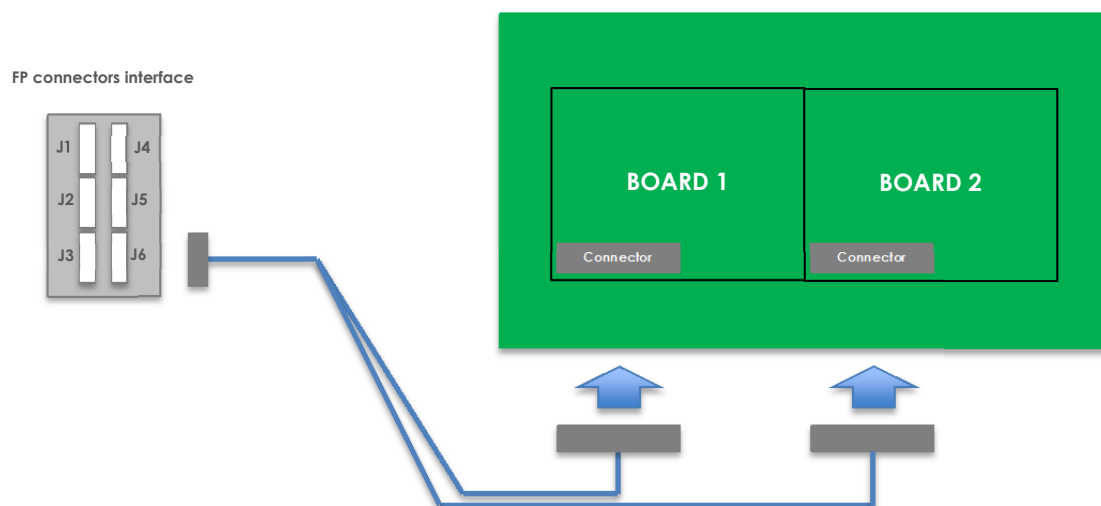 FP connectors interface
J1
J4
J2
J5
J3
J6
BOARD 1
BOARD 2
Connector
Connector